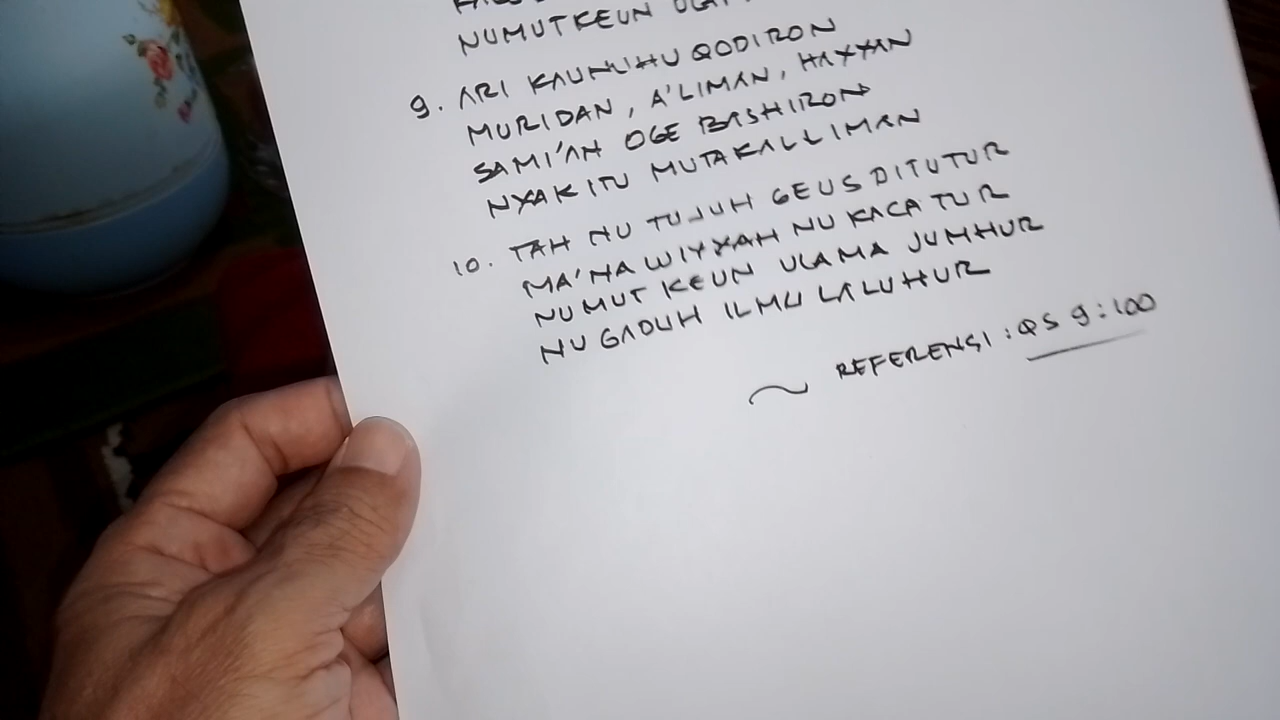 NUMUTKEUN
9. ARI KAUNUHU QODIRON
MURIDAN, A'LIMAN, HAYYAN
SAMI'AN OGE BASHIRON
NYAKITU MUTAKALLIMAN
10. TAH NU TUJUH GEUS DITUTUR
MA'NAWIYYAH NU KACATUR
NUMUTKEUN ULAMA JUMHUR
NU GADUH ILMU LALUHUR
~ REFERENSI : QS 9:100